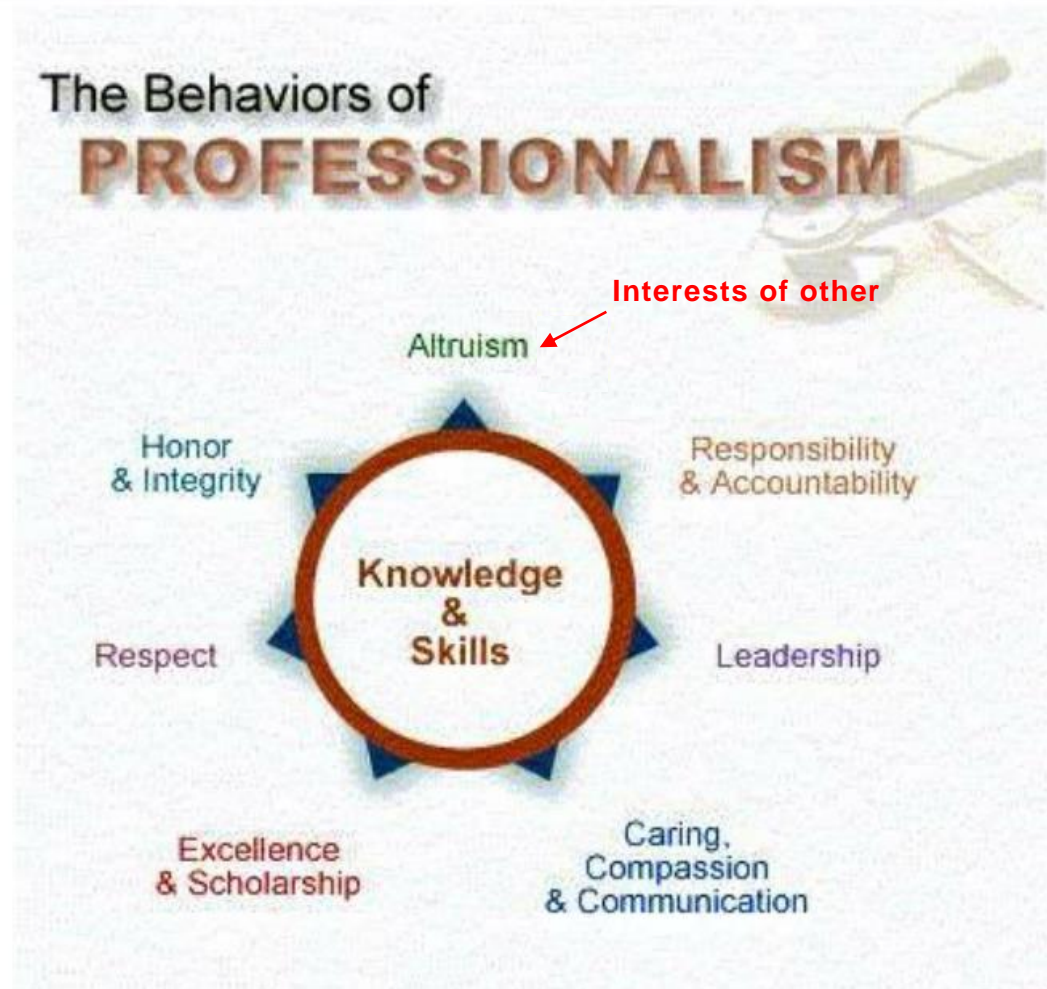 The Behaviors of
PROFESSIONALISM
Interests of other
Altruism
Honor
& Integrity
Responsibility
& Accountability
Knowledge
&
Skills
Respect
Leadership
Excellence
& Scholarship
Caring,
Compassion
& Communication